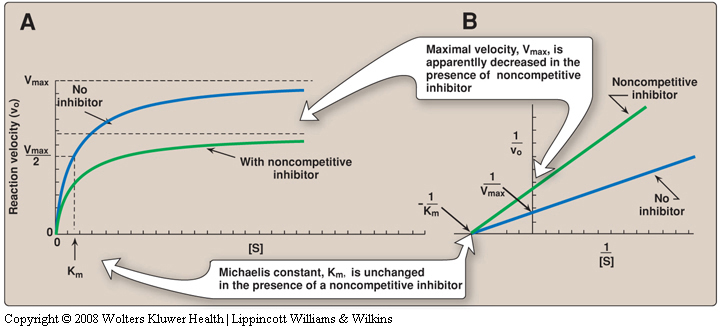 A
Reaction velocity (vo)
Vmax
No
inhibitor
Vmax
2
With noncompetitive
inhibitor
0
0
[S]
Km
Maximal velocity, Vmax, is
apparently decreased in the
presence of noncompetitive
inhibitor
Michaelis constant, Km, is unchanged
in the presence of a noncompetitive inhibitor
B
Noncompetitive
inhibitor
1
vo
1
Vmax
-1
Km
No
inhibitor
1
[S]
Copyright © 2008 Wolters Kluwer Health | Lippincott Williams & Wilkins